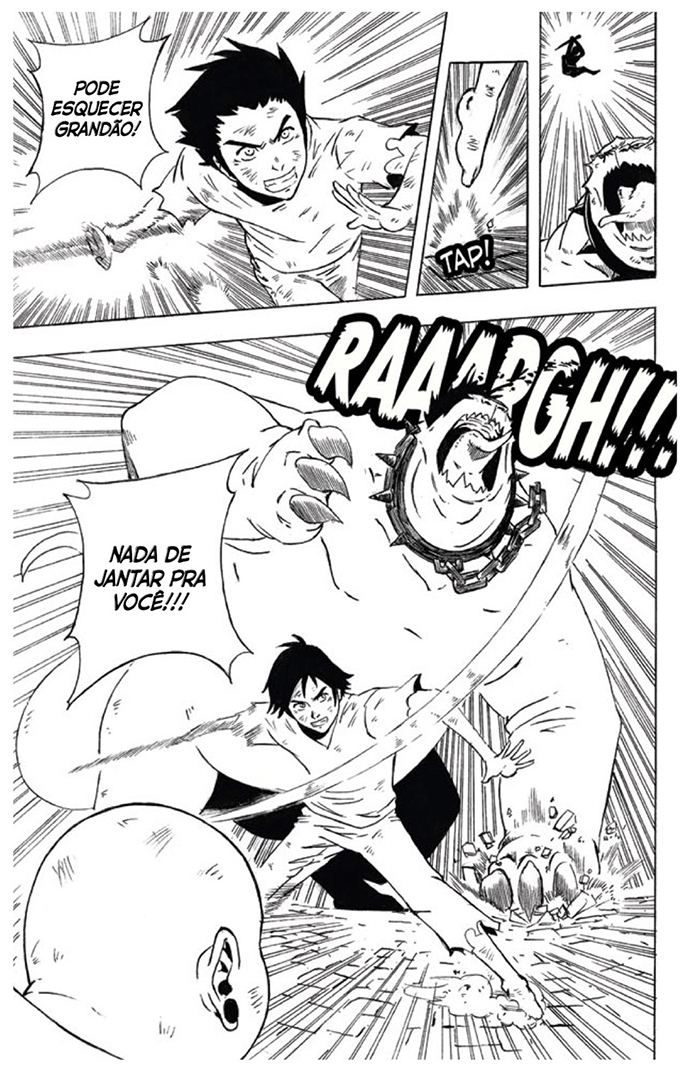 PODE
ESQUECER
GRANDÃO!
TAP!
RAAARGH!!!
NADA DE
JANTAR PRA
VOCÊ!!!